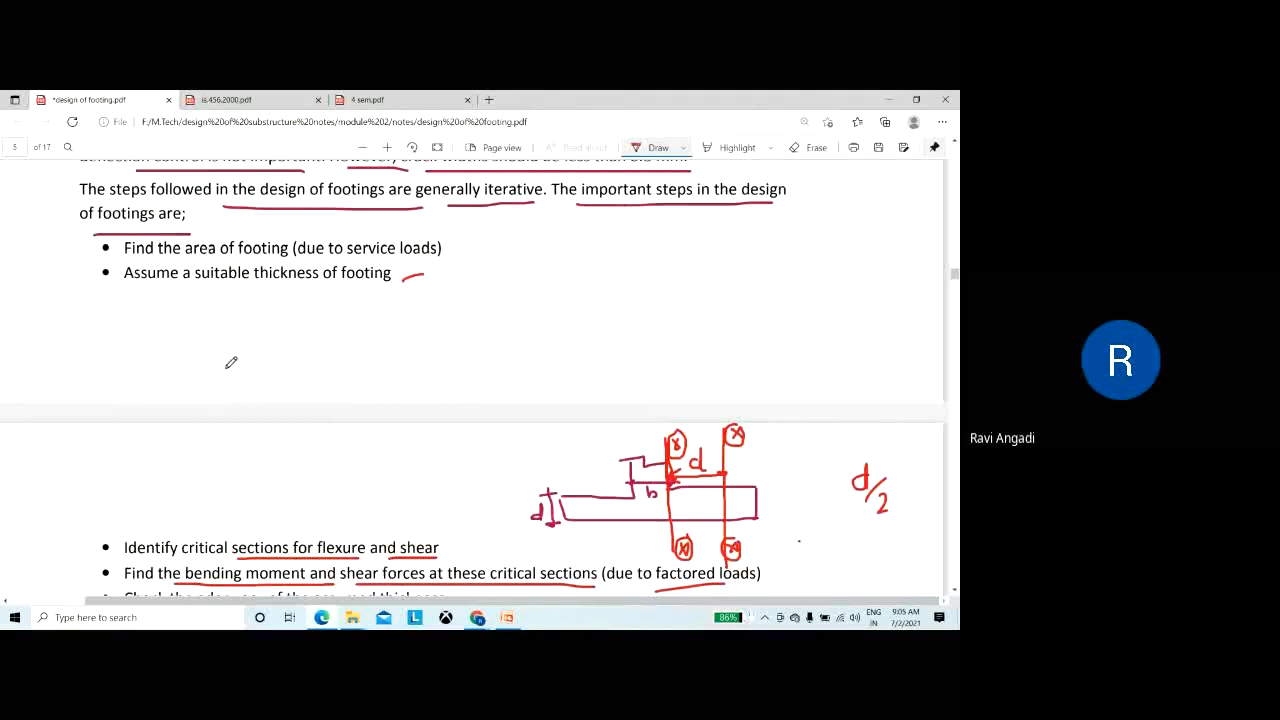 *design of footing.pdf
is.456.2000.pdf
4 sem.pdf
File
F:/M.Tech/design%20of%20substructure%20notes/module%202/notes/design%20of%20footing.pdf
5 of 17
Page view
Read aloud
Draw
Highlight
Erase
The steps followed in the design of footings are generally iterative. The important steps in the design
of footings are;
• Find the area of footing (due to service loads)
• Assume a suitable thickness of footing
x
x
d
b
d
d/2
x
x
• Identify critical sections for flexure and shear
• Find the bending moment and shear forces at these critical sections (due to factored loads)
R
Ravi Angadi
Type here to search
86%
ENG
IN
9:05 AM
7/2/2021